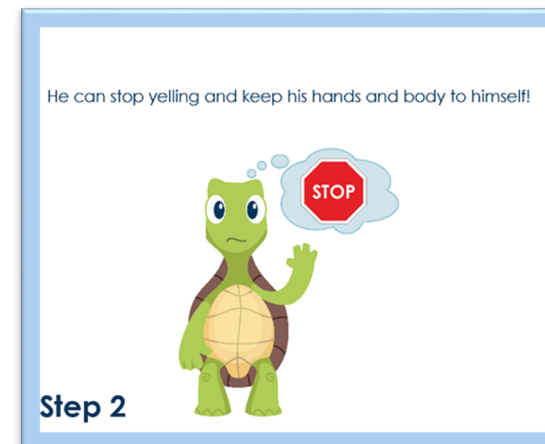 He can stop yelling and keep his hands and body to himself!
STOP
Step 2